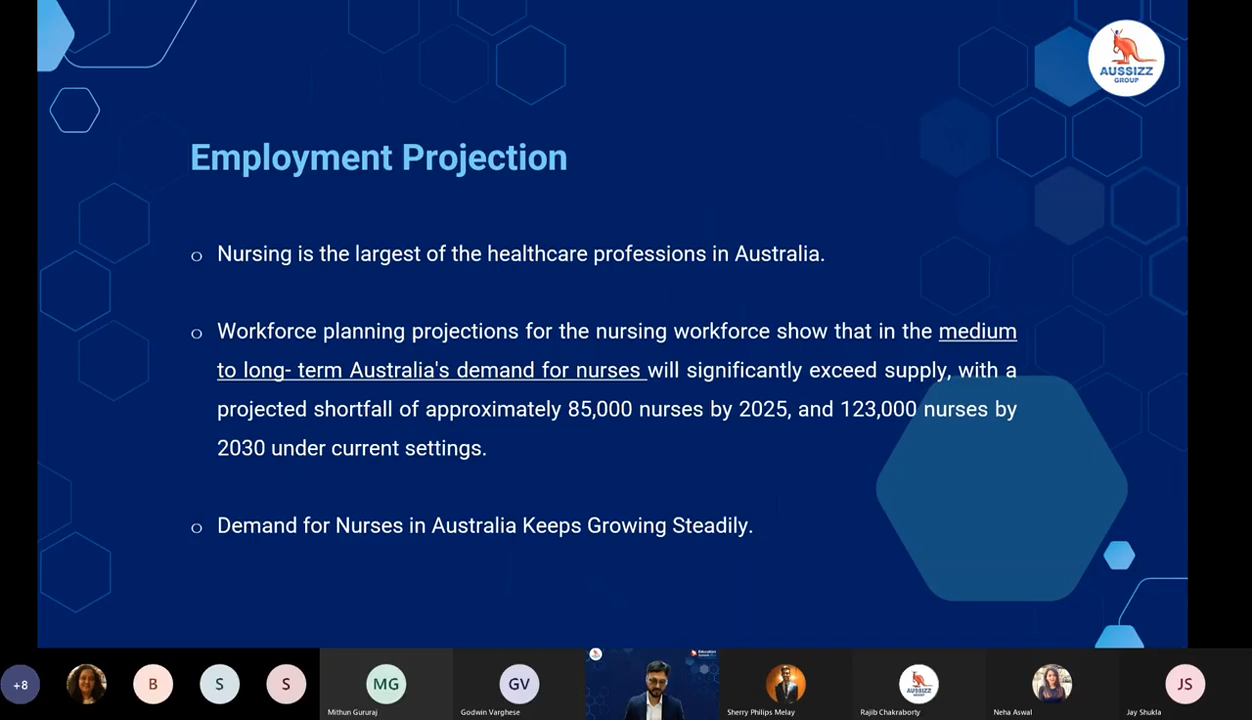 AUSSIZZ
GROUP
Employment Projection
o Nursing is the largest of the healthcare professions in Australia.
o Workforce planning projections for the nursing workforce show that in the medium
to long- term Australia's demand for nurses will significantly exceed supply, with a
projected shortfall of approximately 85,000 nurses by 2025, and 123,000 nurses by
2030 under current settings.
o Demand for Nurses in Australia Keeps Growing Steadily.
+8
B
S
S
MG
Mithun Gururaj
GV
Godwin Varghese
Sherry Philips Melay
Rajib Chakraborty
Neha Aswal
JS
Jay Shukla